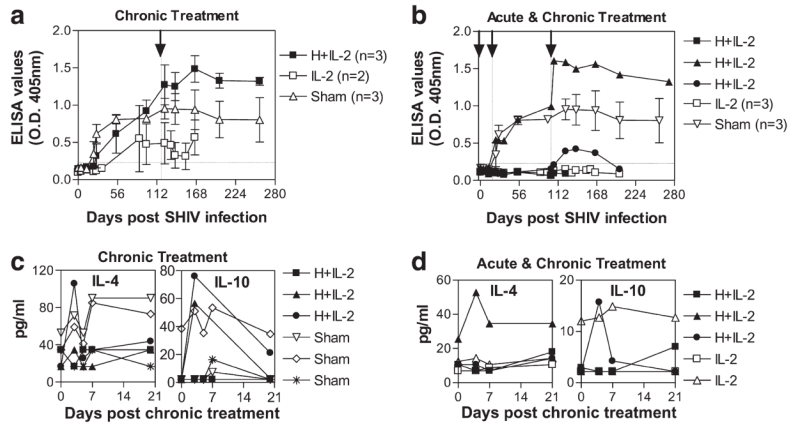 a
Chronic Treatment
2.0
1.5
1.0
0.5
0.0
ELISA values
(O.D. 405nm)
0 56 112 168 224 280
Days post SHIV infection
H+IL-2 (n=3)
IL-2 (n=2)
Sham (n=3)
b
Acute & Chronic Treatment
2.0
1.5
1.0
0.5
0.0
ELISA values
(O.D. 405nm)
0 56 112 168 224 280
Days post SHIV infection
H+IL-2
H+IL-2
H+IL-2
IL-2 (n=3)
Sham (n=3)
c
Chronic Treatment
IL-4
120
80
40
0
pg/ml
0 7 14 21
IL-10
80
60
40
20
0
0 7 14 21
Days post chronic treatment
H+IL-2
H+IL-2
H+IL-2
Sham
Sham
Sham
d
Acute & Chronic Treatment
IL-4
60
40
20
0
pg/ml
0 7 14 21
IL-10
20
10
0
0 7 14 21
Days post chronic treatment
H+IL-2
H+IL-2
H+IL-2
IL-2
IL-2